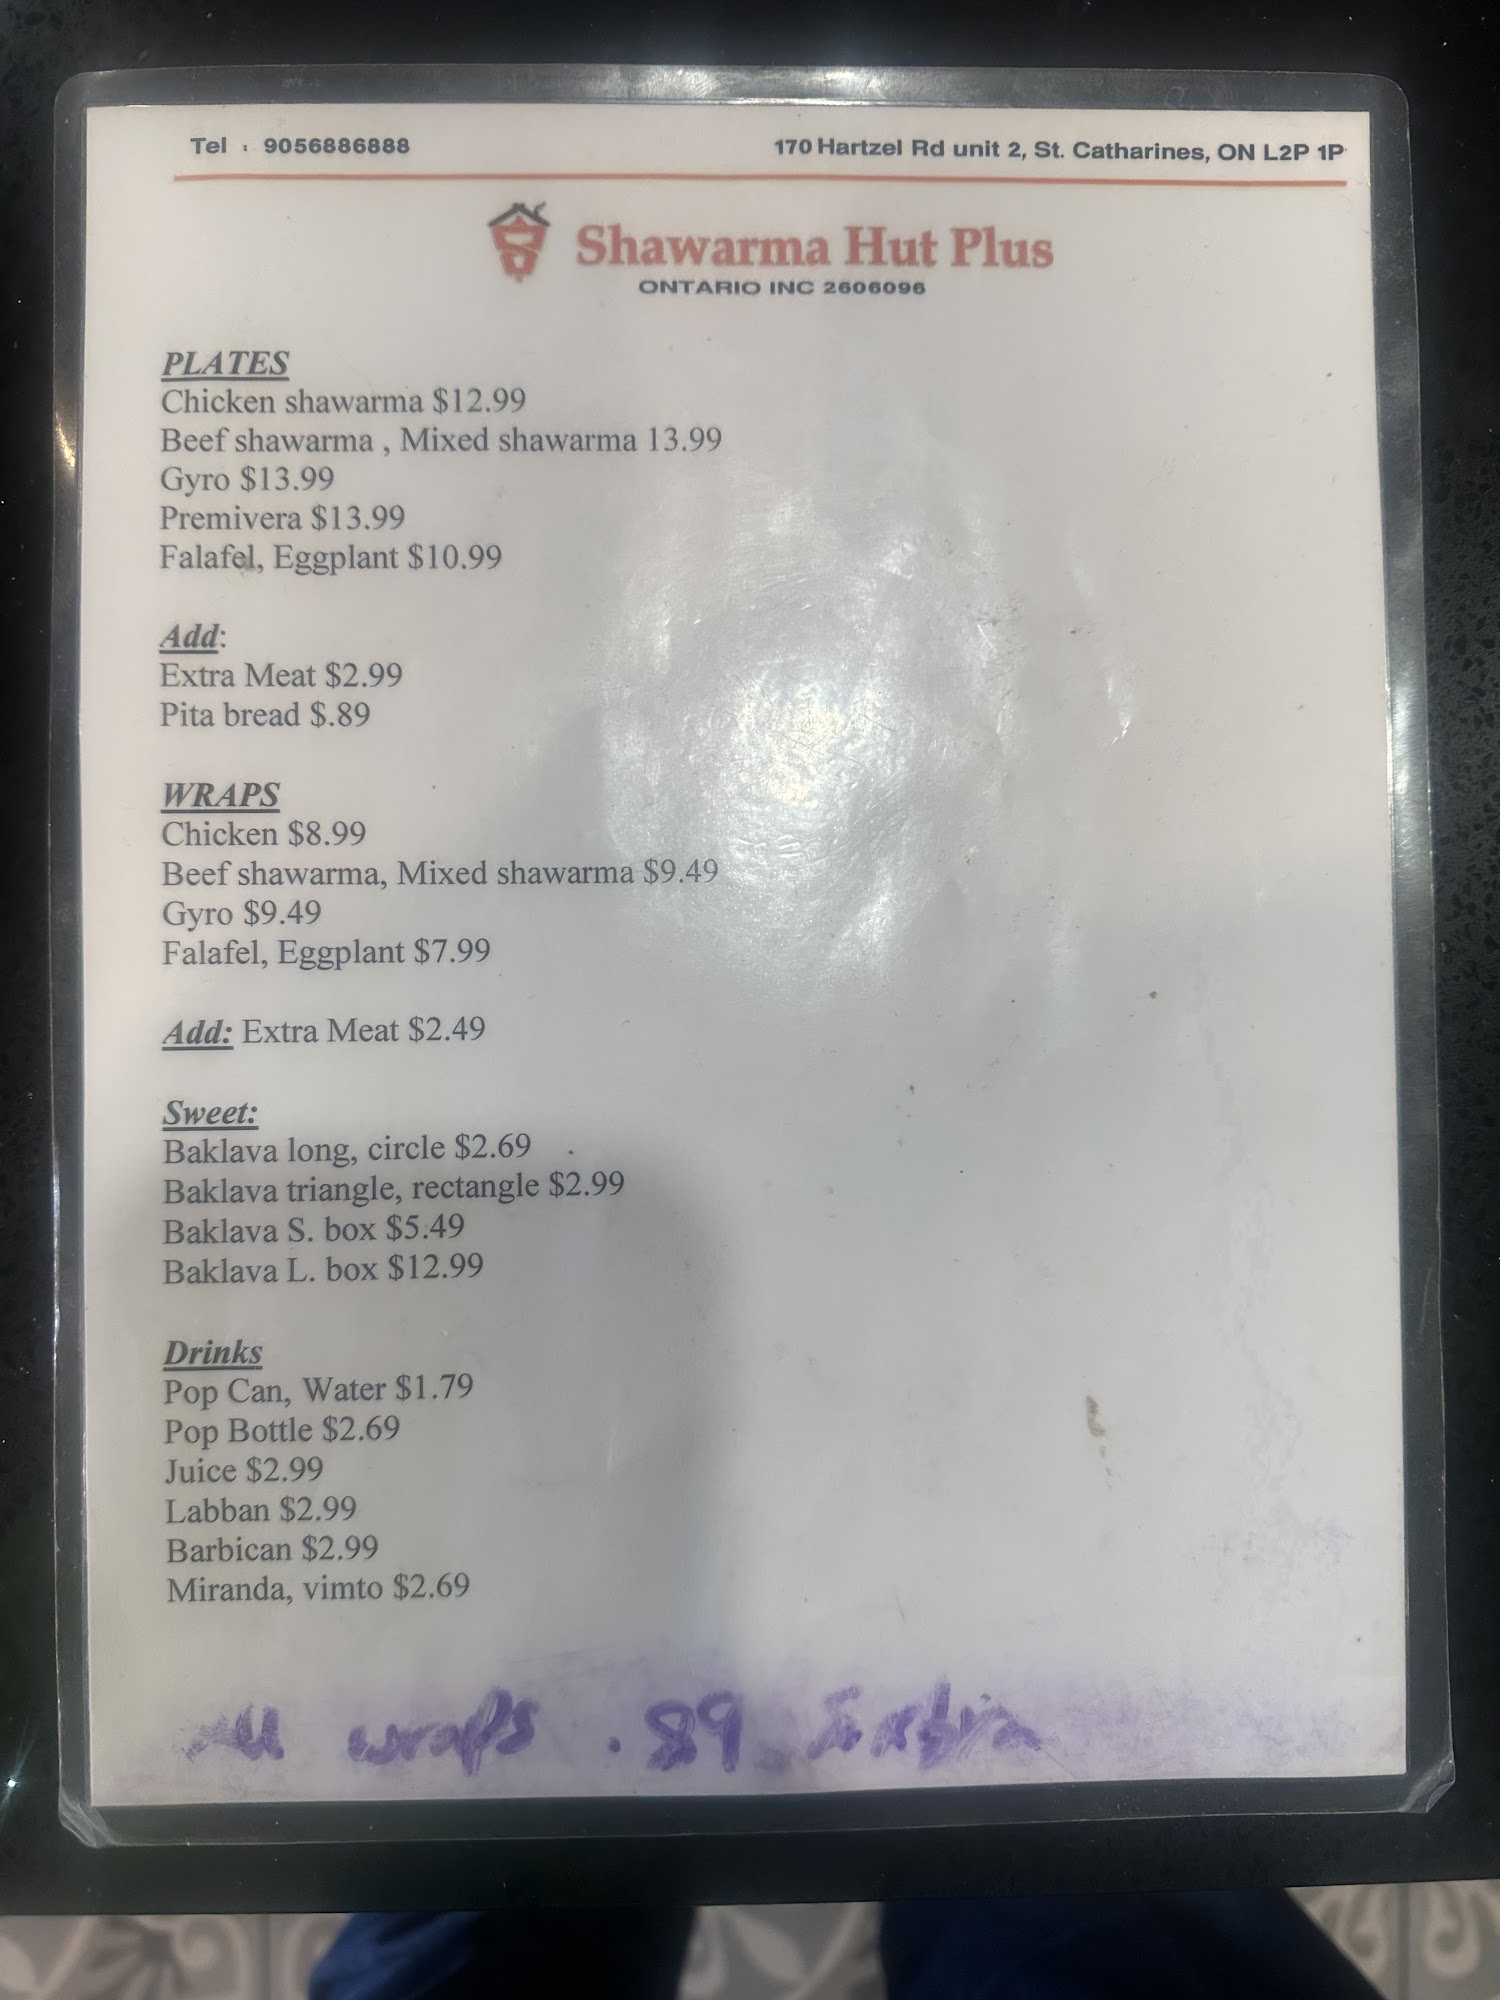 Tel : 9056886888
170 Hartzel Rd unit 2, St. Catharines, ON L2P 1P
Shawarma Hut Plus
ONTARIO INC 2606096
PLATES
Chicken shawarma $12.99
Beef shawarma , Mixed shawarma 13.99
Gyro $13.99
Premivera $13.99
Falafel, Eggplant $10.99
Add:
Extra Meat $2.99
Pita bread $.89
WRAPS
Chicken $8.99
Beef shawarma, Mixed shawarma $9.49
Gyro $9.49
Falafel, Eggplant $7.99
Add: Extra Meat $2.49
Sweet:
Baklava long, circle $2.69
Baklava triangle, rectangle $2.99
Baklava S. box $5.49
Baklava L. box $12.99
Drinks
Pop Can, Water $1.79
Pop Bottle $2.69
Juice $2.99
Labban $2.99
Barbican $2.99
Miranda, vimto $2.69
All wraps .89